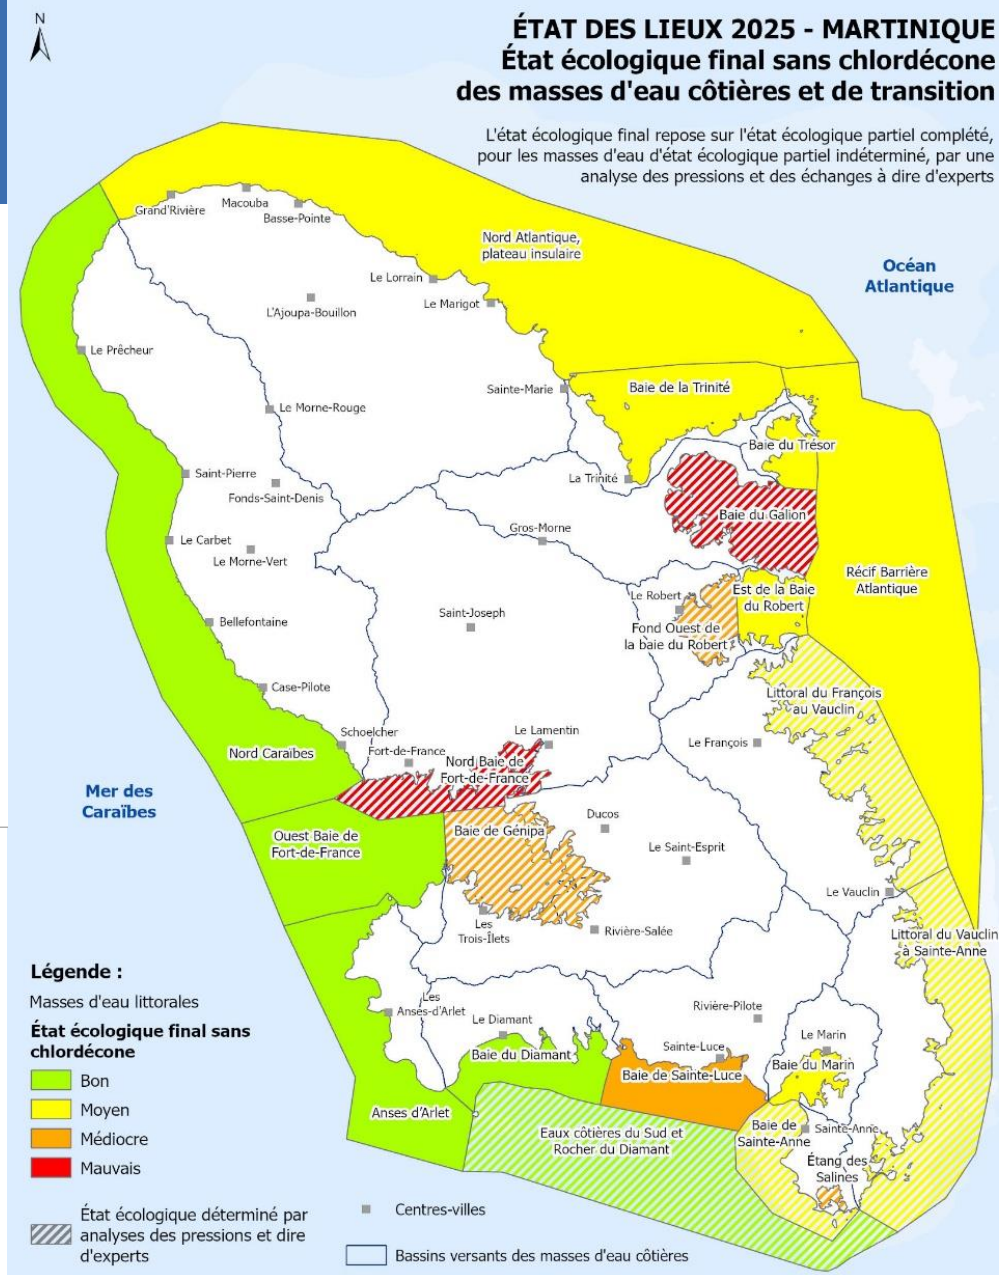 N
ÉTAT DES LIEUX 2025 - MARTINIQUE
État écologique final sans chlordécone
des masses d'eau côtières et de transition
L'état écologique final repose sur l'état écologique partiel complété,
pour les masses d'eau d'état écologique partiel indéterminé, par une
analyse des pressions et des échanges à dire d'experts
Grand'Rivière
Macouba
Basse-Pointe
Nord Atlantique,
plateau insulaire
Océan
Atlantique
Le Lorrain
L'Ajoupa-Bouillon
Le Marigot
Le Prêcheur
Sainte-Marie
Baie de la Trinité
Le Morne-Rouge
Baie du Trésor
Saint-Pierre
La Trinité
Fonds-Saint-Denis
Baie du Galion
Gros-Morne
Le Carbet
Le Morne-Vert
Récif Barrière
Atlantique
Est de la Baie
du Robert
Le Robert
Saint-Joseph
Bellefontaine
Fond Ouest de
la baie du Robert
Case-Pilote
Littoral du François
au Vauclin
Schoelcher
Le Lamentin
Le François
Fort-de-France
Nord Caraïbes
Nord Baie de
Fort-de-France
Mer des
Caraïbes
Ducos
Baie de Génipa
Ouest Baie de
Fort-de-France
Le Saint-Esprit
Le Vauclin
Les
Trois-Îlets
Rivière-Salée
Littoral du Vauclin
à Sainte-Anne
Les
Anses-d'Arlet
Le Diamant
Rivière-Pilote
Le Marin
Sainte-Luce
Baie du Diamant
Baie du Marin
Baie de Sainte-Luce
Anses d'Arlet
Baie de
Sainte-Anne
Sainte-Anne
Eaux côtières du Sud et
Rocher du Diamant
Étang des
Salines
Légende :
Masses d'eau littorales
État écologique final sans
chlordécone
Bon
Moyen
Médiocre
Mauvais
État écologique déterminé par
analyses des pressions et dire
d'experts
Centres-villes
Bassins versants des masses d'eau côtières